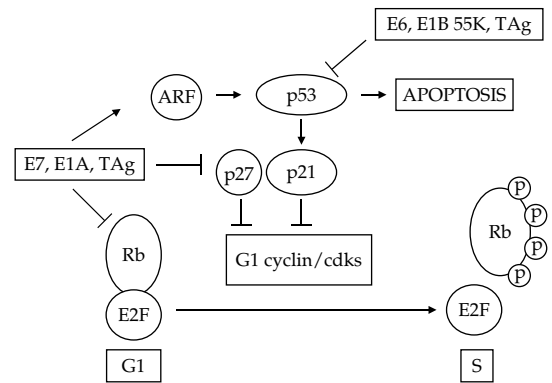 E6, E1B 55K, TAg
ARF
p53
APOPTOSIS
E7, E1A, TAg
p27
p21
Rb
G1 cyclin/cdks
Rb
P
P
P
P
E2F
E2F
G1
S